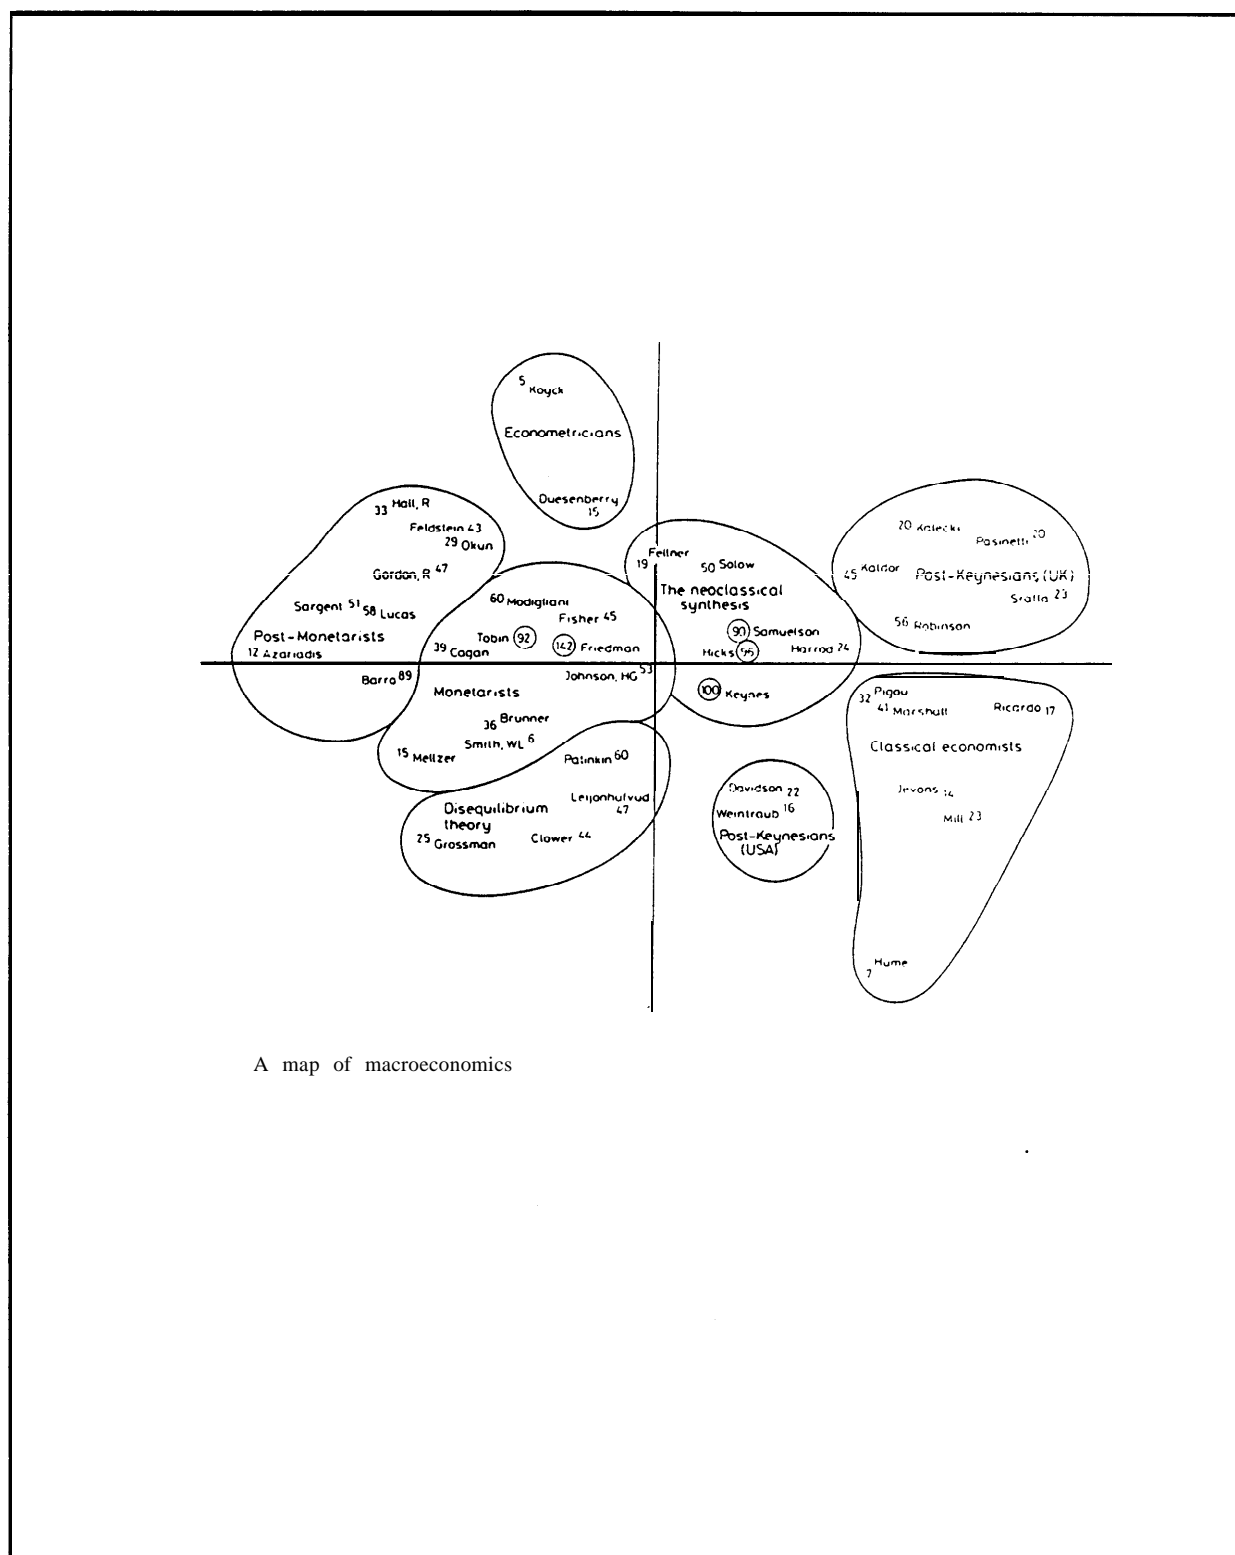 5 Koyck
Econometricians
Duesenberry
15
33 Hall, R
Feldstein 43
29 Okun
Gordon, R 47
Sargent 51 58 Lucas
Post-Monetarists
12 Azariadis
Barro 89
60 Modigliani
Fisher 45
Tobin 92
142 Friedman
39 Cagan
Johnson, HG 53
Monetarists
36 Brunner
Smith, WL 6
15 Meltzer
Patinkin 60
Leijonhufvud
47
Disequilibrium
theory
25 Grossman
Clower 44
19 Fellner
50 Solow
The neoclassical
synthesis
90 Samuelson
Hicks 96
Harrod 24
100 Keynes
20 Kalecki
Pasinetti 20
45 Kaldor
Post-Keynesians (UK)
Sraffa 23
56 Robinson
32 Pigou
41 Marshall
Ricardo 17
Classical economists
Jevons 14
Mill 23
7 Hume
Davidson 22
Weintraub 16
Post-Keynesians
(USA)
A map of macroeconomics